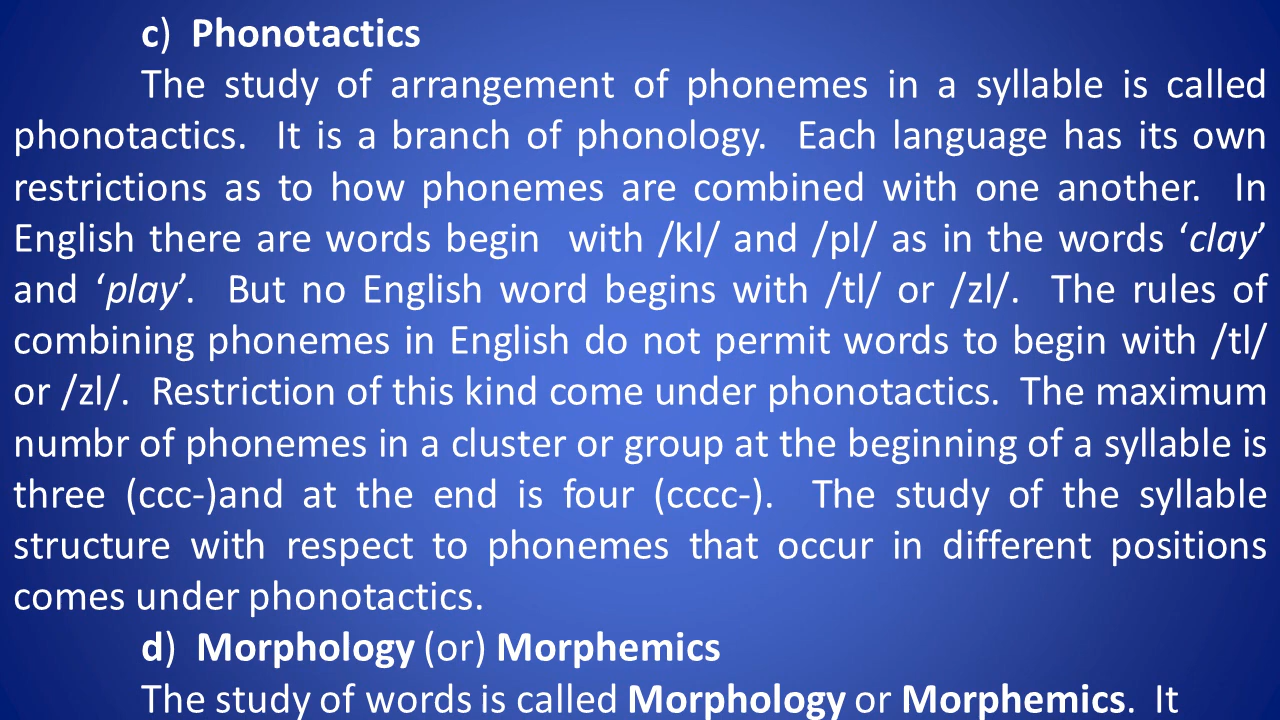 c) Phonotactics
The study of arrangement of phonemes in a syllable is called
phonotactics. It is a branch of phonology. Each language has its own
restrictions as to how phonemes are combined with one another. In
English there are words begin with /kl/ and /pl/ as in the words ‘clay’
and ‘play’. But no English word begins with /tl/ or /zl/. The rules of
combining phonemes in English do not permit words to begin with /tl/
or /zl/. Restriction of this kind come under phonotactics. The maximum
numbr of phonemes in a cluster or group at the beginning of a syllable is
three (ccc-)and at the end is four (cccc-). The study of the syllable
structure with respect to phonemes that occur in different positions
comes under phonotactics.
d) Morphology (or) Morphemics
The study of words is called Morphology or Morphemics. It